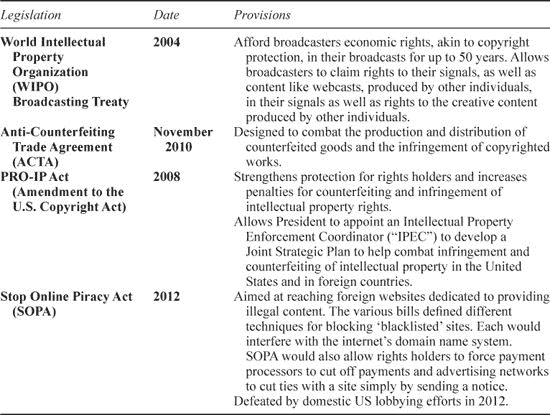 Legislation Date Provisions
World Intellectual 2004 Afford broadcasters economic rights, akin to copyright
Property protection, in their broadcasts for up to 50 years. Allows
Organization broadcasters to claim rights to their signals, as well as
(WIPO) content like webcasts, produced by other individuals,
Broadcasting Treaty in their signals as well as rights to the creative content
produced by other individuals.
Anti-Counterfeiting November Designed to combat the production and distribution of
Trade Agreement 2010 counterfeited goods and the infringement of copyrighted
(ACTA) works.
PRO-IP Act 2008 Strengthens protection for rights holders and increases
(Amendment to the penalties for counterfeiting and infringement of
U.S. Copyright Act) intellectual property rights.
Allows President to appoint an Intellectual Property
Enforcement Coordinator (“IPEC”) to develop a
Joint Strategic Plan to help combat infringement and
counterfeiting of intellectual property in the United
States and in foreign countries.
Stop Online Piracy Act 2012 Aimed at reaching foreign websites dedicated to providing
(SOPA) illegal content. The various bills defined different
techniques for blocking ‘blacklisted’ sites. Each would
interfere with the internet’s domain name system.
SOPA would also allow rights holders to force payment
processors to cut off payments and advertising networks
to cut ties with a site simply by sending a notice.
Defeated by domestic US lobbying efforts in 2012.